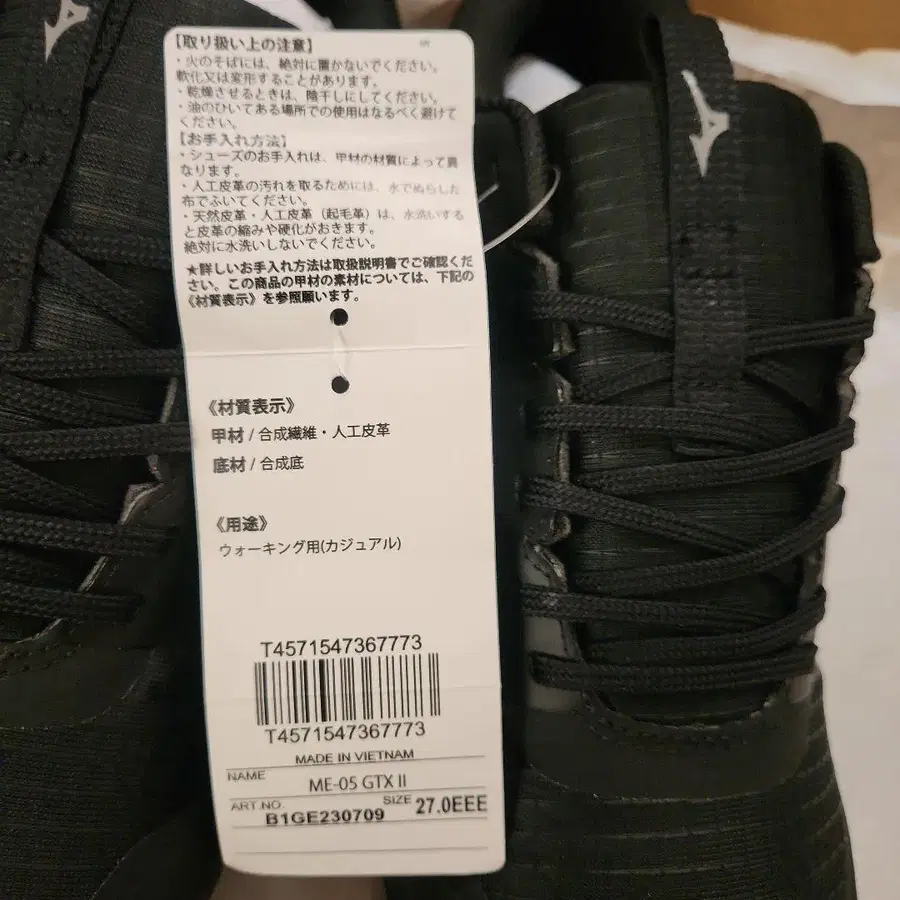 【取り扱い上の注意】
・火のそばには、絶対に置かないでください。
軟化又は変形することがあります。
・乾燥させるときは、陰干しにしてください。
・油のひいてある場所での使用はなるべく避けて
ください。
【お手入れ方法】
・シューズのお手入れは、甲材の材質によって異
なります。
・人工皮革の汚れを取るためには、水でぬらした
布でふいてください。
・天然皮革・人工皮革（起毛革）は、水洗いする
と皮革の縮みや硬化がおきます。
絶対に水洗いしないでください。
★詳しいお手入れ方法は取扱説明書でご確認くださ
い。この商品の甲材の素材については、下記の
《材質表示》を参照願います。
《材質表示》
甲材 / 合成繊維・人工皮革
底材 / 合成底
《用途》
ウォーキング用(カジュアル)
T4571547367773
T4571547367773
MADE IN VIETNAM
NAME ME-05 GTX II
ART.NO. B1GE230709 SIZE 27.0EEE